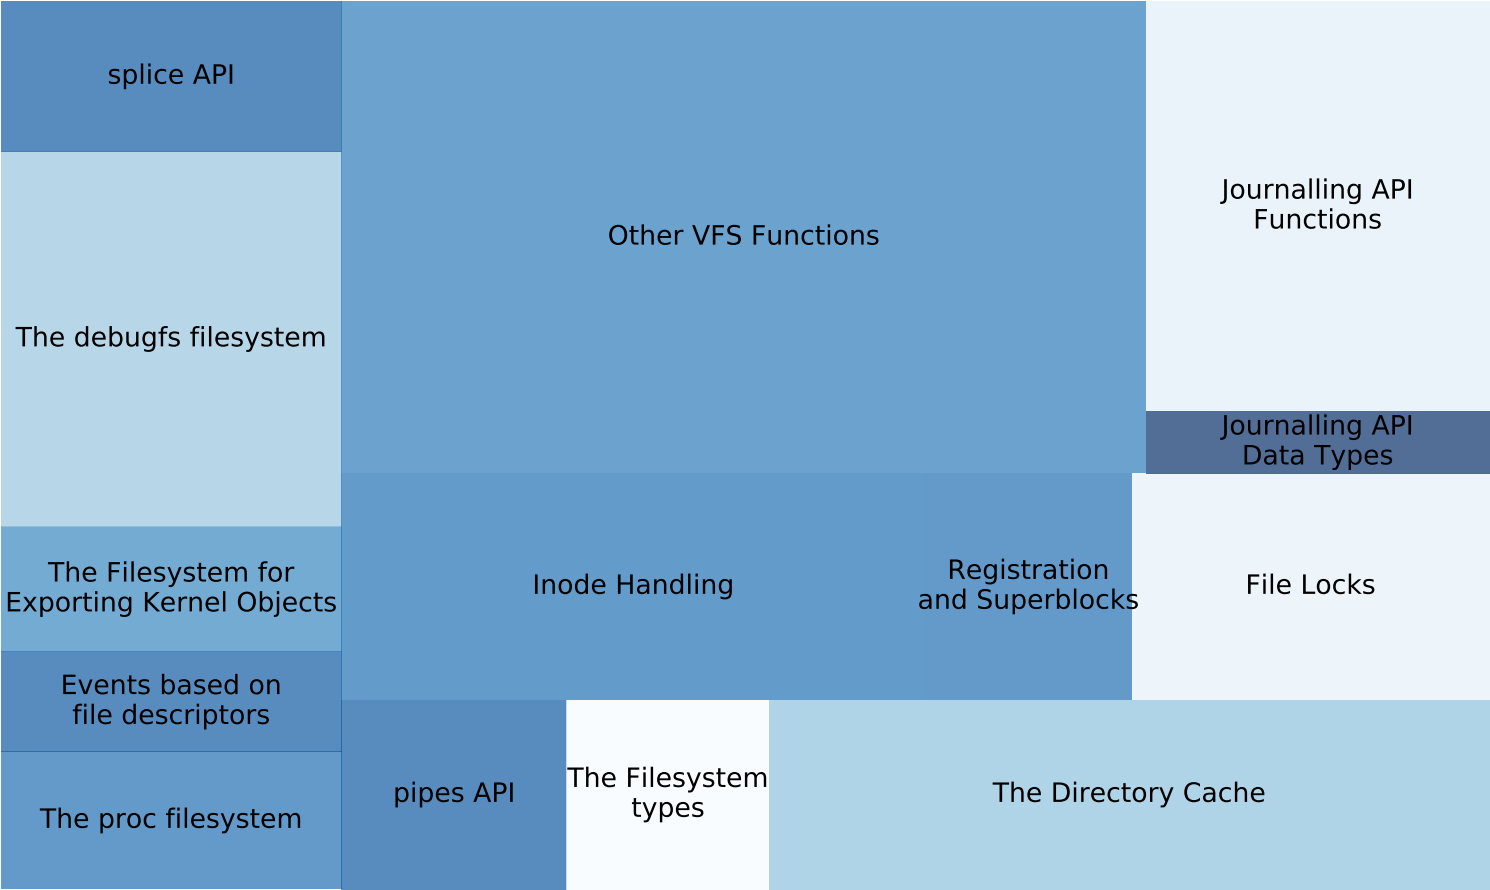 splice API
The debugfs filesystem
The Filesystem for
Exporting Kernel Objects
Events based on
file descriptors
The proc filesystem
Other VFS Functions
Journalling API
Functions
Journalling API
Data Types
Inode Handling
Registration
and Superblocks
File Locks
pipes API
The Filesystem
types
The Directory Cache